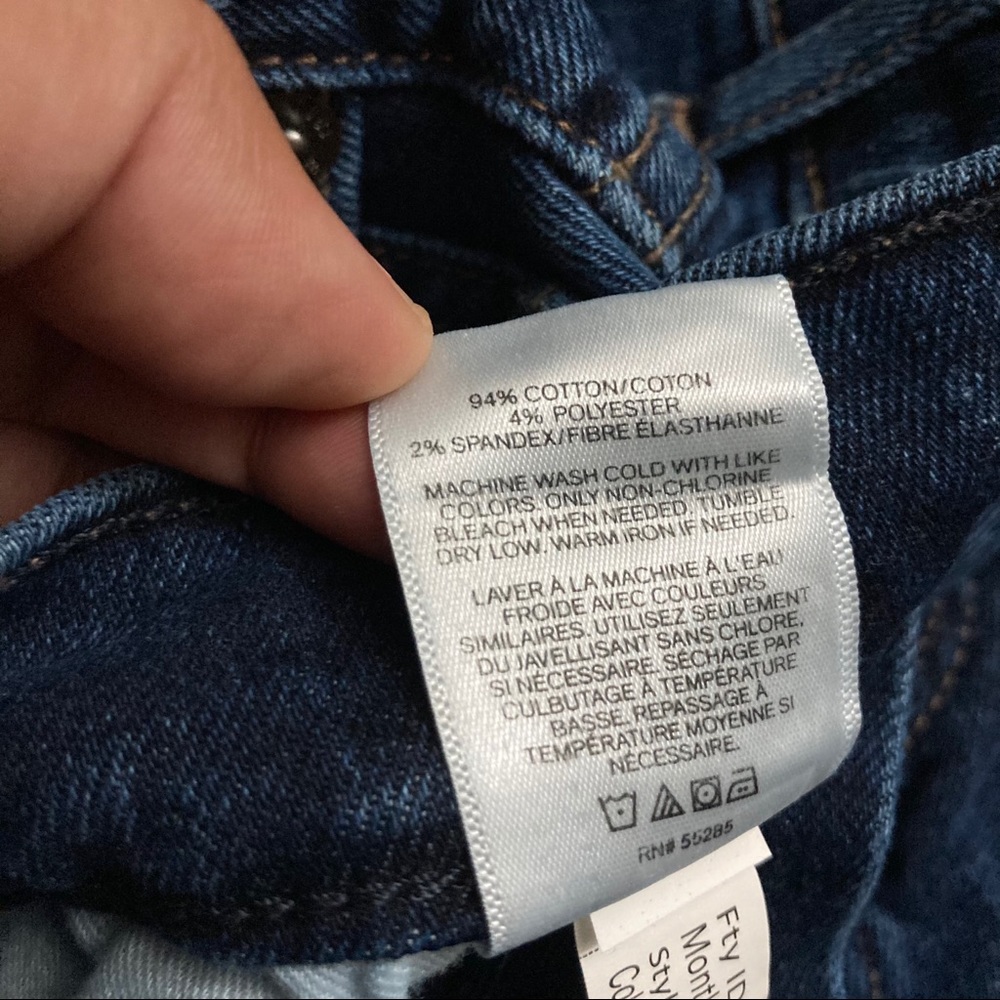 94% COTTON/COTON
4% POLYESTER
2% SPANDEX/FIBRE ÉLASTHANNE
MACHINE WASH COLD WITH LIKE
COLORS. ONLY NON-CHLORINE
BLEACH WHEN NEEDED. TUMBLE
DRY LOW. WARM IRON IF NEEDED.
LAVER À LA MACHINE À L'EAU
FROIDE AVEC COULEURS
SIMILAIRES. UTILISEZ SEULEMENT
DU JAVELLISANT SANS CHLORE,
SI NÉCESSAIRE. SÉCHAGE PAR
CULBUTAGE À TEMPÉRATURE
BASSE. REPASSAGE À
TEMPÉRATURE MOYENNE SI
NÉCESSAIRE.
RN# 55285
Fty ID